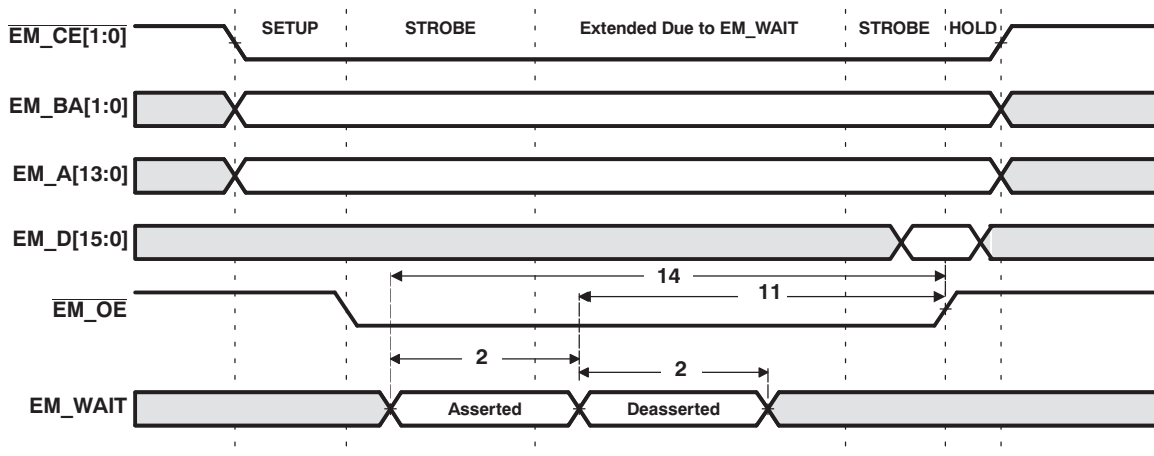 SETUP STROBE Extended Due to EM_WAIT STROBE HOLD
EM_CE[1:0]
EM_BA[1:0]
EM_A[13:0]
EM_D[15:0]
14
11
EM_OE
2
2
EM_WAIT Asserted Deasserted